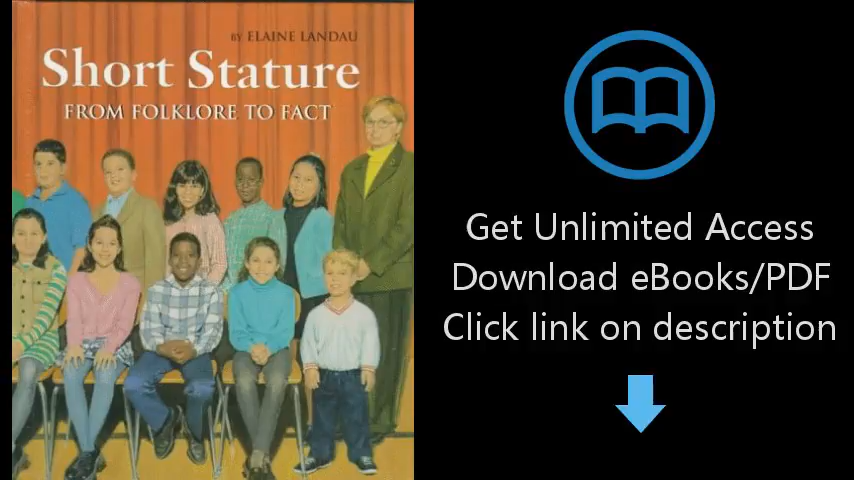 BY ELAINE LANDAU
Short Stature
FROM FOLKLORE TO FACT
Get Unlimited Access
Download eBooks/PDF
Click link on description